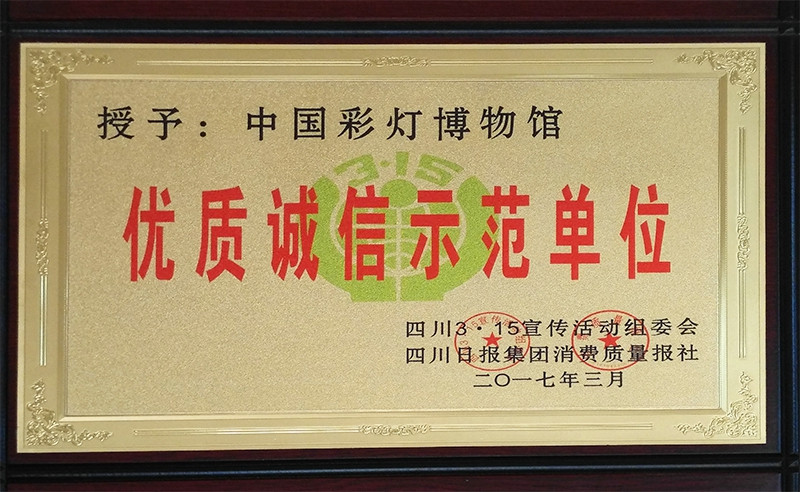 授予：中国彩灯博物馆
3·15
优质诚信示范单位
四川3·15宣传活动组委会
四川日报集团消费质量报社
二〇一七年三月